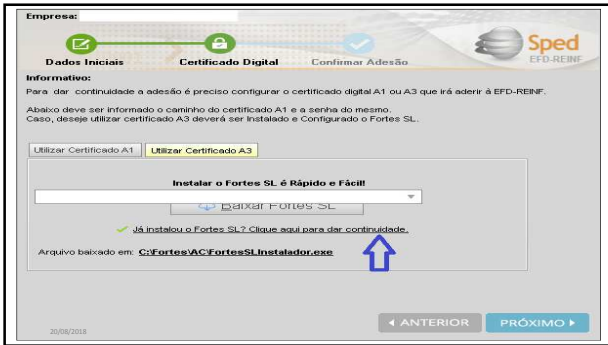 Empresa:
Dados Iniciais
Certificado Digital
Confirmar Adesão
Sped
EFD-REINF
Informativo:
Para dar continuidade a adesão é preciso configurar o certificado digital A1 ou A3 que irá aderir à EFD-REINF.
Abaixo deve ser informado o caminho do certificado A1 e a senha do mesmo.
Caso, deseje utilizar certificado A3 deverá ser Instalado e Configurado o Fortes SL.
Utilizar Certificado A1
Utilizar Certificado A3
Instalar o Fortes SL é Rápido e Fácil!
Baixar Fortes SL
Já instalou o Fortes SL? Clique aqui para dar continuidade.
Arquivo baixado em: C:\Fortes\AC\FortesSLInstalador.exe
ANTERIOR
PRÓXIMO
20/08/2018